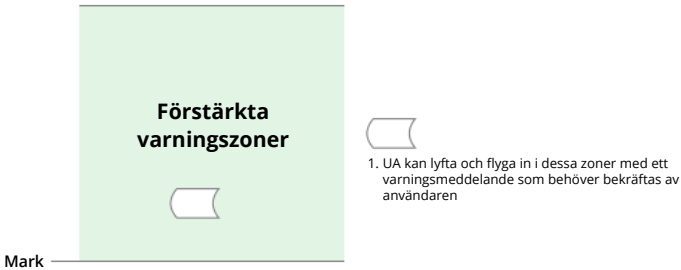 Förstärkta
varningszoner
1. UA kan lyfta och flyga in i dessa zoner med ett
varningsmeddelande som behöver bekräftas av
användaren
Mark